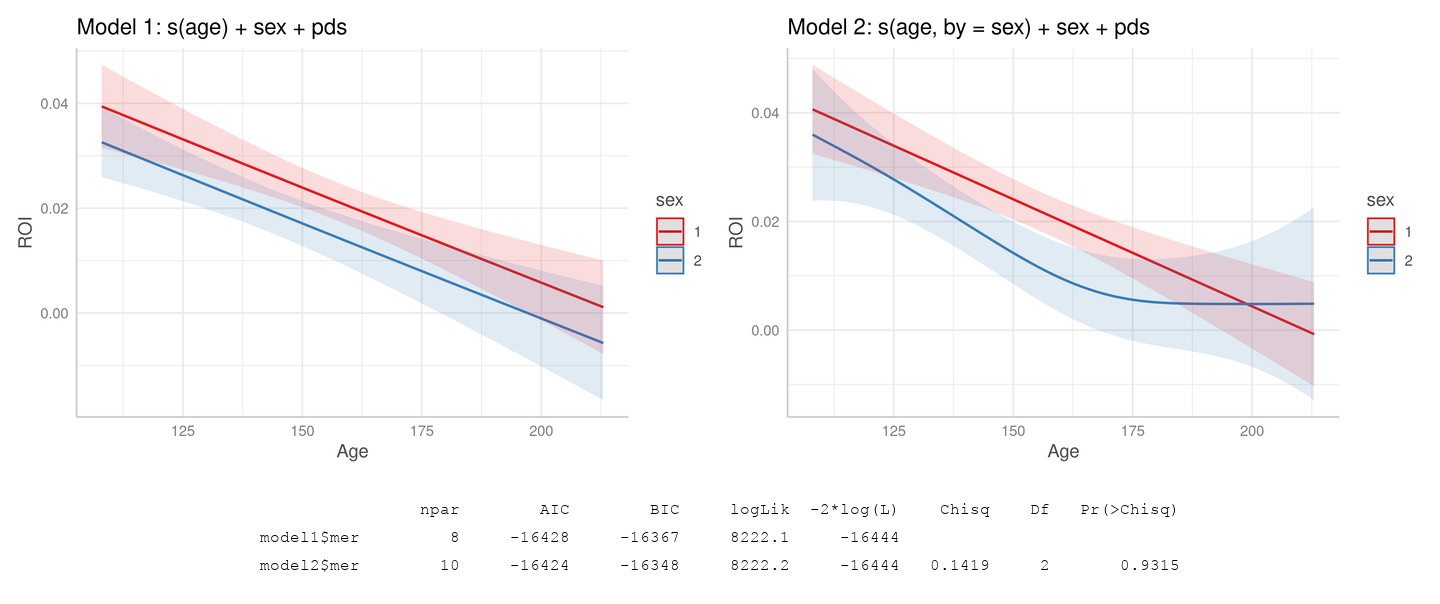 Model 1: s(age) + sex + pds
ROI
0.04
0.02
0.00
125 150 175 200
Age
sex
1
2
Model 2: s(age, by = sex) + sex + pds
ROI
0.04
0.02
0.00
125 150 175 200
Age
sex
1
2
npar AIC BIC logLik -2*log(L) Chisq Df Pr(>Chisq)
model1$mer 8 -16428 -16367 8222.1 -16444
model2$mer 10 -16424 -16348 8222.2 -16444 0.1419 2 0.9315